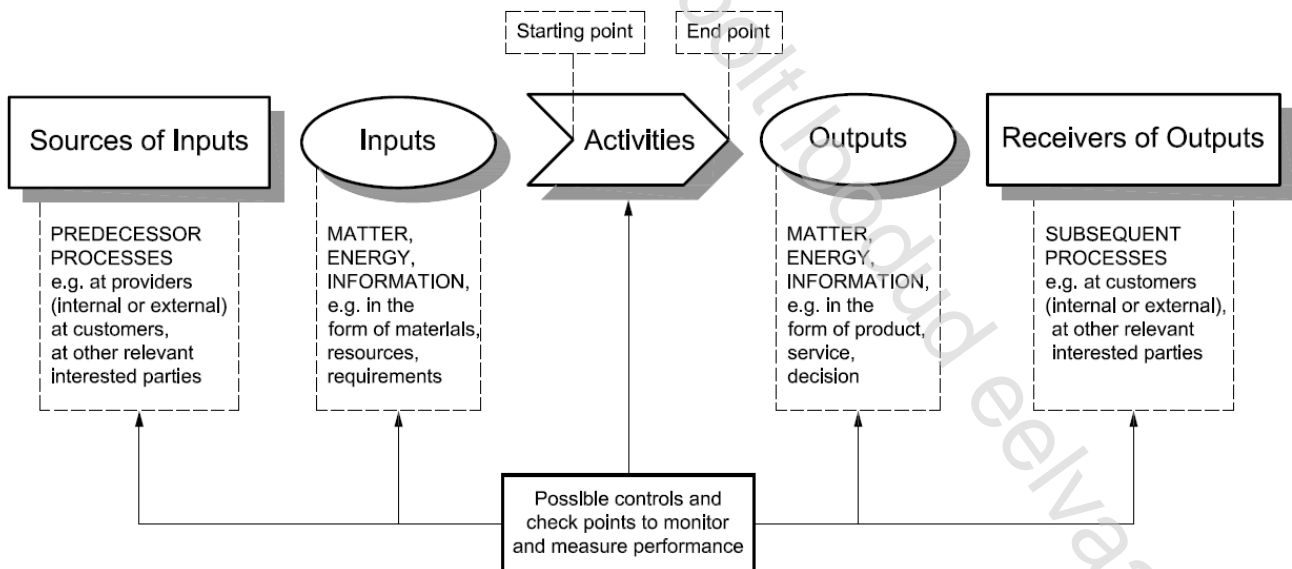 Starting point
End point
Sources of Inputs
Inputs
Activities
Outputs
Receivers of Outputs
PREDECESSOR
PROCESSES
e.g. at providers
(internal or external)
at customers,
at other relevant
interested parties
MATTER,
ENERGY,
INFORMATION,
e.g. in the
form of materials,
resources,
requirements
MATTER,
ENERGY,
INFORMATION,
e.g. in the
form of product,
service,
decision
SUBSEQUENT
PROCESSES
e.g. at customers
(internal or external),
at other relevant
interested parties
Possible controls and
check points to monitor
and measure performance
loodud